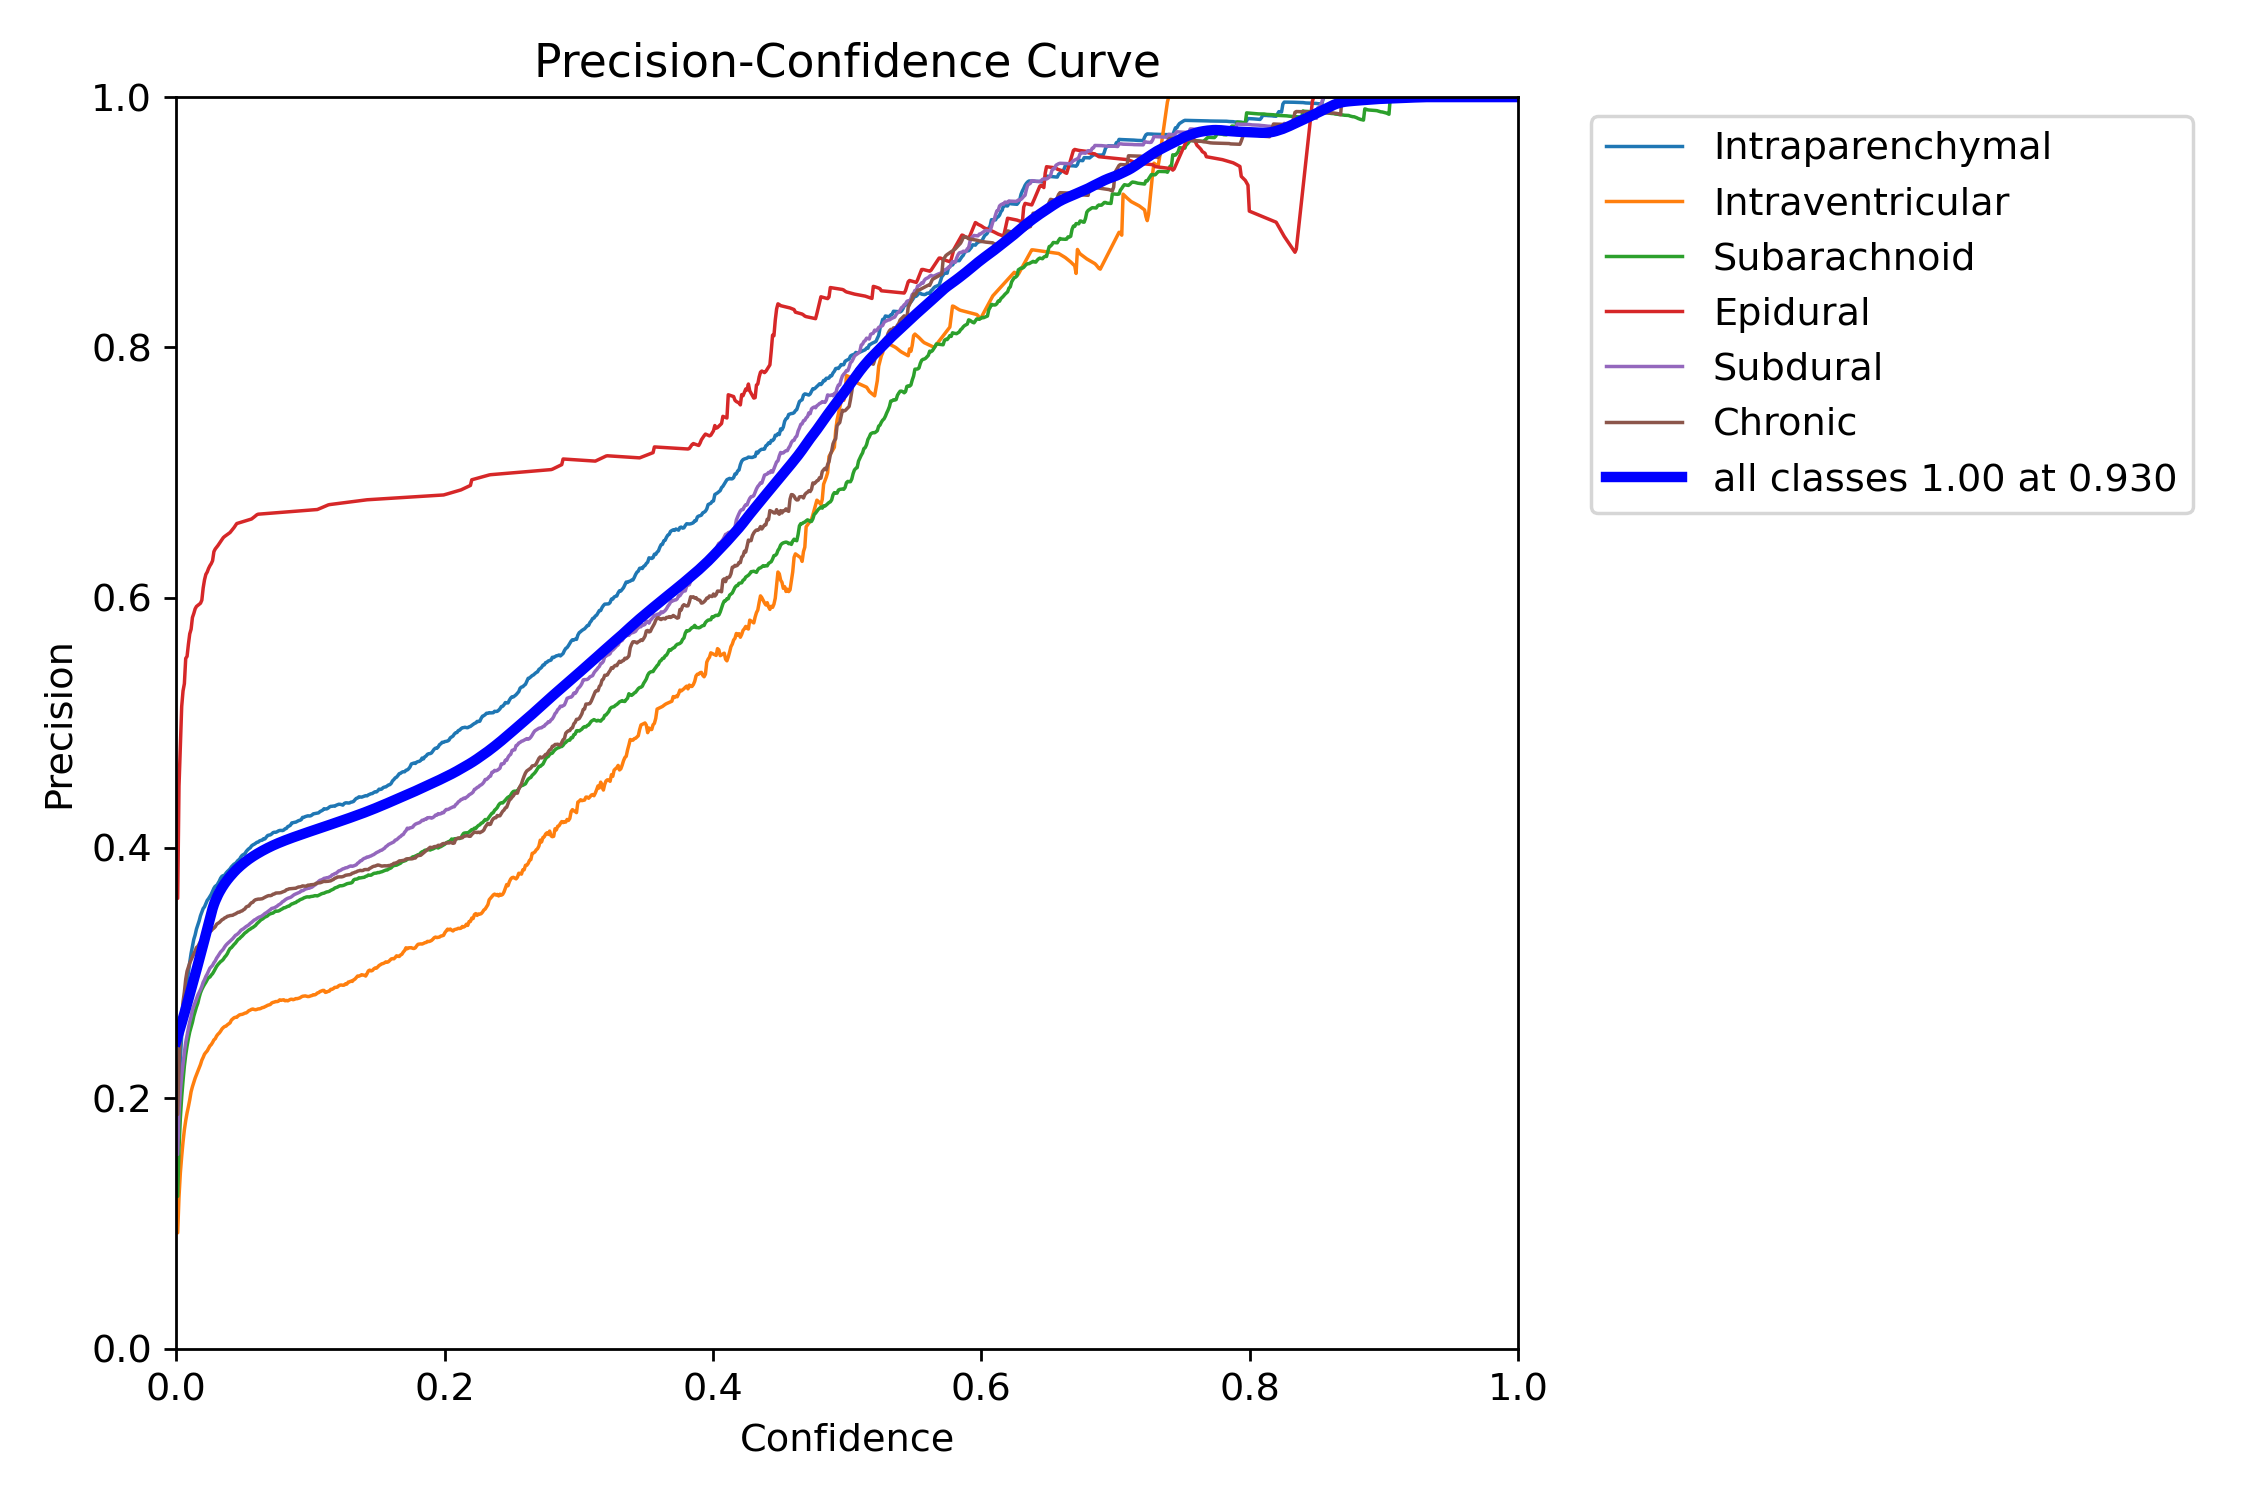 Precision-Confidence Curve
1.0
0.8
0.6
0.4
0.2
0.0
Precision
0.0 0.2 0.4 0.6 0.8 1.0
Confidence
Intraparenchymal
Intraventricular
Subarachnoid
Epidural
Subdural
Chronic
all classes 1.00 at 0.930